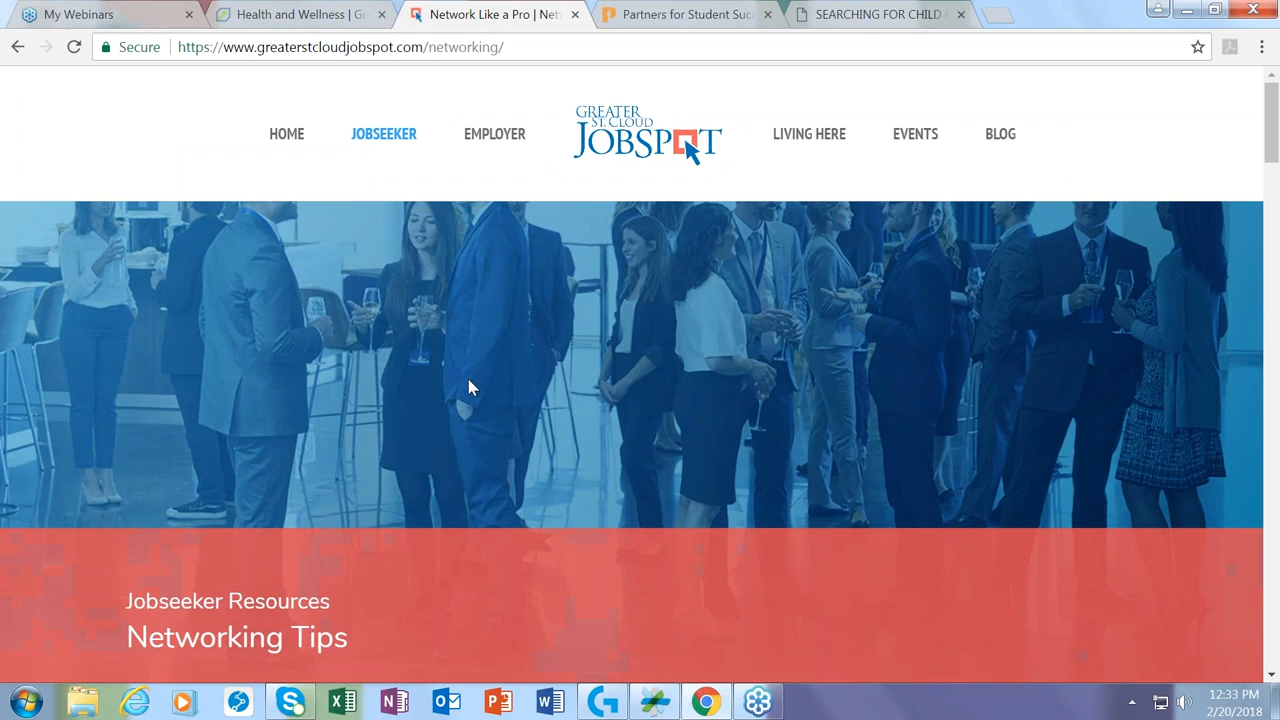 My Webinars
Health and Wellness | Gr
Network Like a Pro | Net
Partners for Student Suc
SEARCHING FOR CHILD
Secure
https://www.greaterstcloudjobspot.com/networking/
HOME
JOBSEEKER
EMPLOYER
GREATER
ST. CLOUD
JOBSPOT
LIVING HERE
EVENTS
BLOG
Jobseeker Resources
Networking Tips
12:33 PM
2/20/2018